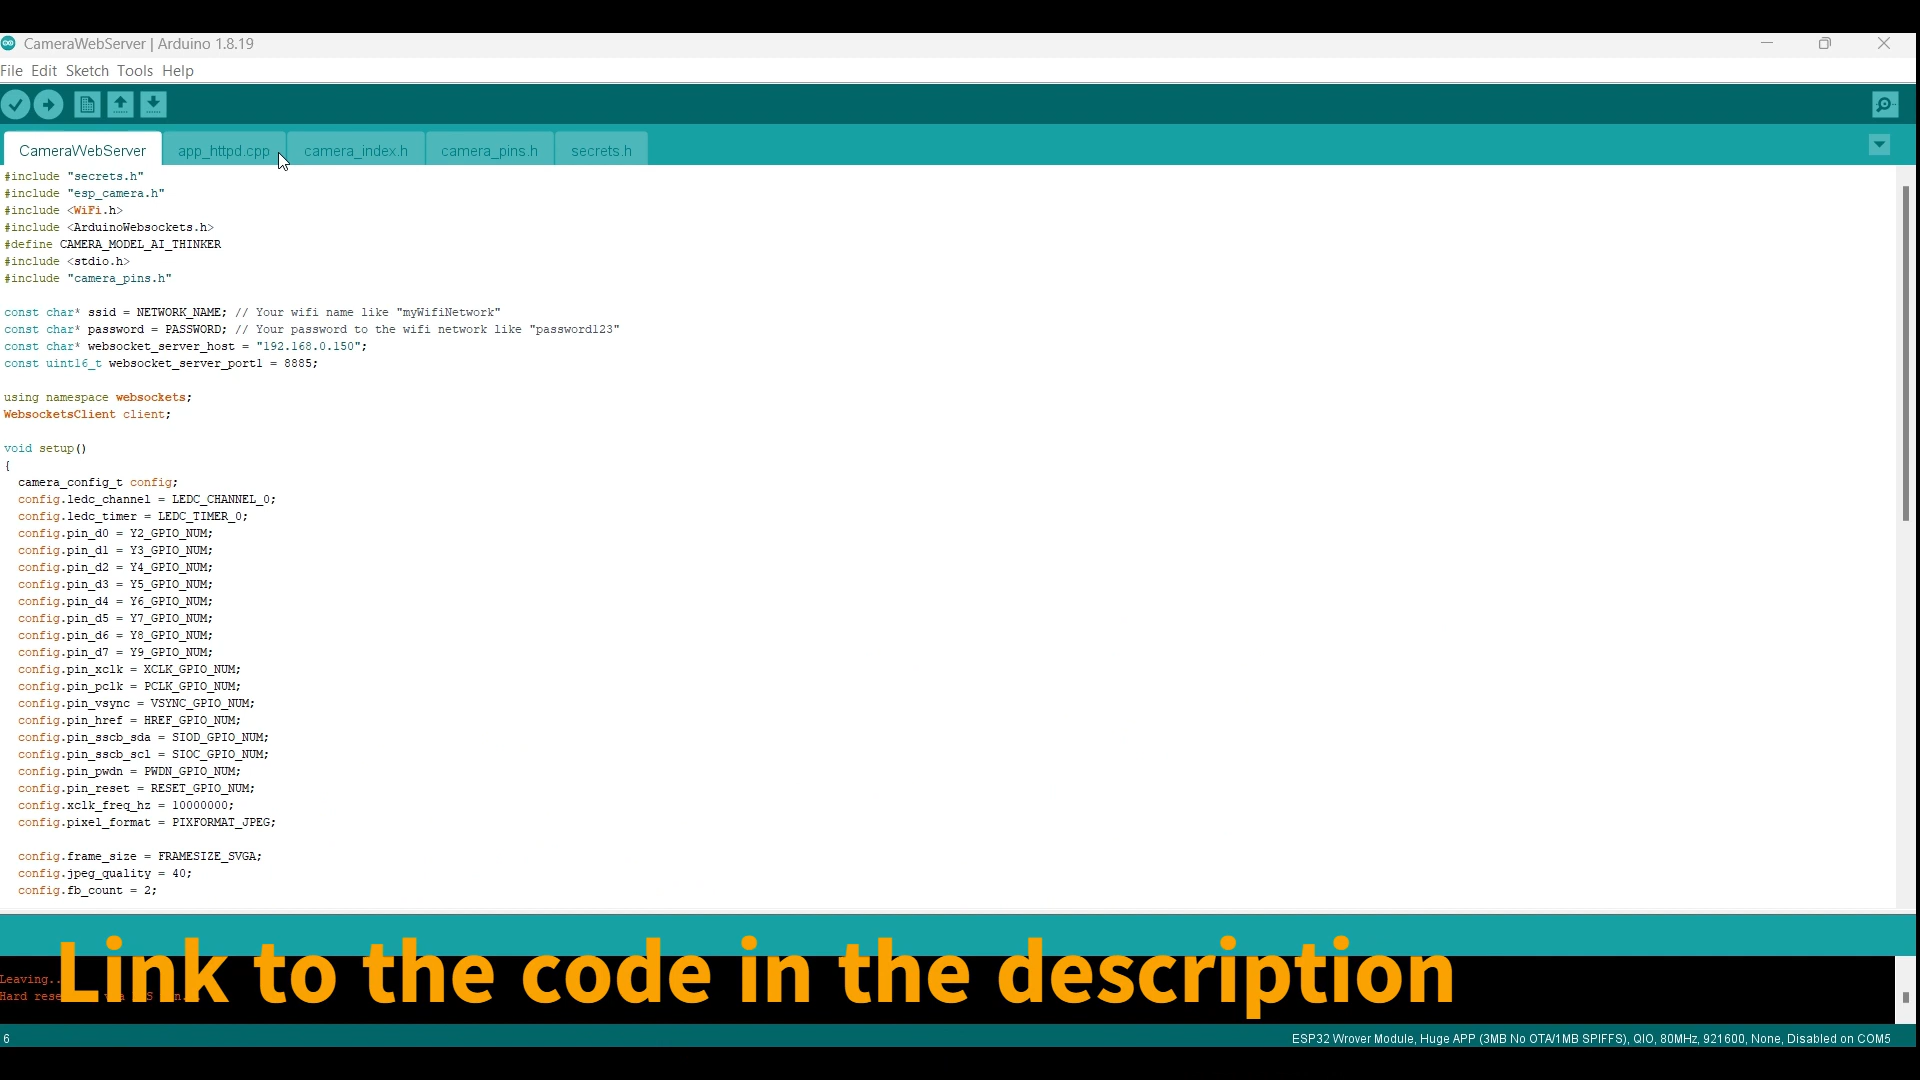 CameraWebServer | Arduino 1.8.19
File Edit Sketch Tools Help
CameraWebServer app_httpd.cpp camera_index.h camera_pins.h secrets.h
#include "secrets.h"
#include "esp_camera.h"
#include <WiFi.h>
#include <ArduinoWebsockets.h>
#define CAMERA_MODEL_AI_THINKER
#include <stdio.h>
#include "camera_pins.h"
const char* ssid = NETWORK_NAME; // Your wifi name like "myWifiNetwork"
const char* password = PASSWORD; // Your password to the wifi network like "password123"
const char* websocket_server_host = "192.168.0.150";
const uint16_t websocket_server_port1 = 8885;
using namespace websockets;
WebsocketsClient client;
void setup()
{
camera_config_t config;
config.ledc_channel = LEDC_CHANNEL_0;
config.ledc_timer = LEDC_TIMER_0;
config.pin_d0 = Y2_GPIO_NUM;
config.pin_d1 = Y3_GPIO_NUM;
config.pin_d2 = Y4_GPIO_NUM;
config.pin_d3 = Y5_GPIO_NUM;
config.pin_d4 = Y6_GPIO_NUM;
config.pin_d5 = Y7_GPIO_NUM;
config.pin_d6 = Y8_GPIO_NUM;
config.pin_d7 = Y9_GPIO_NUM;
config.pin_xclk = XCLK_GPIO_NUM;
config.pin_pclk = PCLK_GPIO_NUM;
config.pin_vsync = VSYNC_GPIO_NUM;
config.pin_href = HREF_GPIO_NUM;
config.pin_sscb_sda = SIOD_GPIO_NUM;
config.pin_sscb_scl = SIOC_GPIO_NUM;
config.pin_pwdn = PWDN_GPIO_NUM;
config.pin_reset = RESET_GPIO_NUM;
config.xclk_freq_hz = 10000000;
config.pixel_format = PIXFORMAT_JPEG;
config.frame_size = FRAMESIZE_SVGA;
config.jpeg_quality = 40;
config.fb_count = 2;
Link to the code in the description
Leaving..
Hard
6 ESP32 Wrover Module, Huge APP (3MB No OTA/1MB SPIFFS), QIO, 80MHz, 921600, None, Disabled on COM5